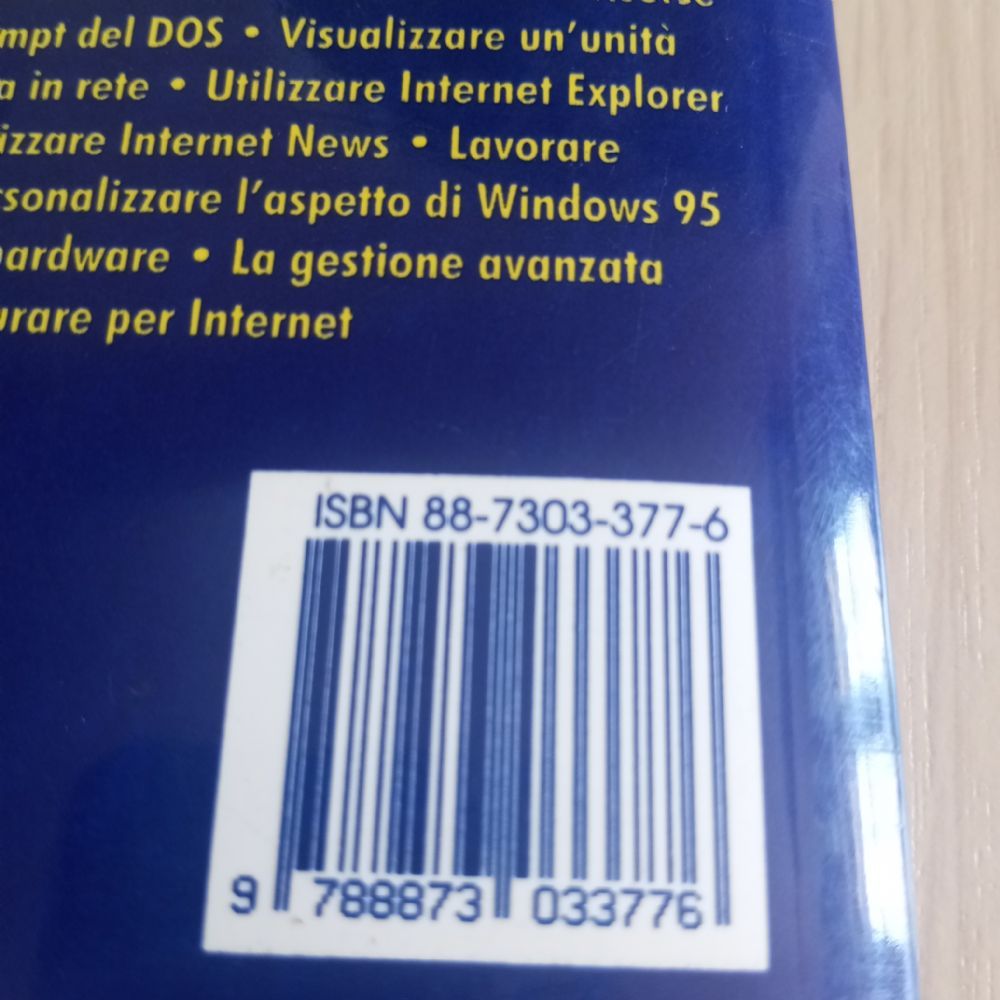 mpt del DOS • Visualizzare un'unità
a in rete • Utilizzare Internet Explorer
izzare Internet News • Lavorare
rsonalizzare l'aspetto di Windows 95
hardware • La gestione avanzata
urare per Internet
ISBN 88-7303-377-6
9 788873 033776